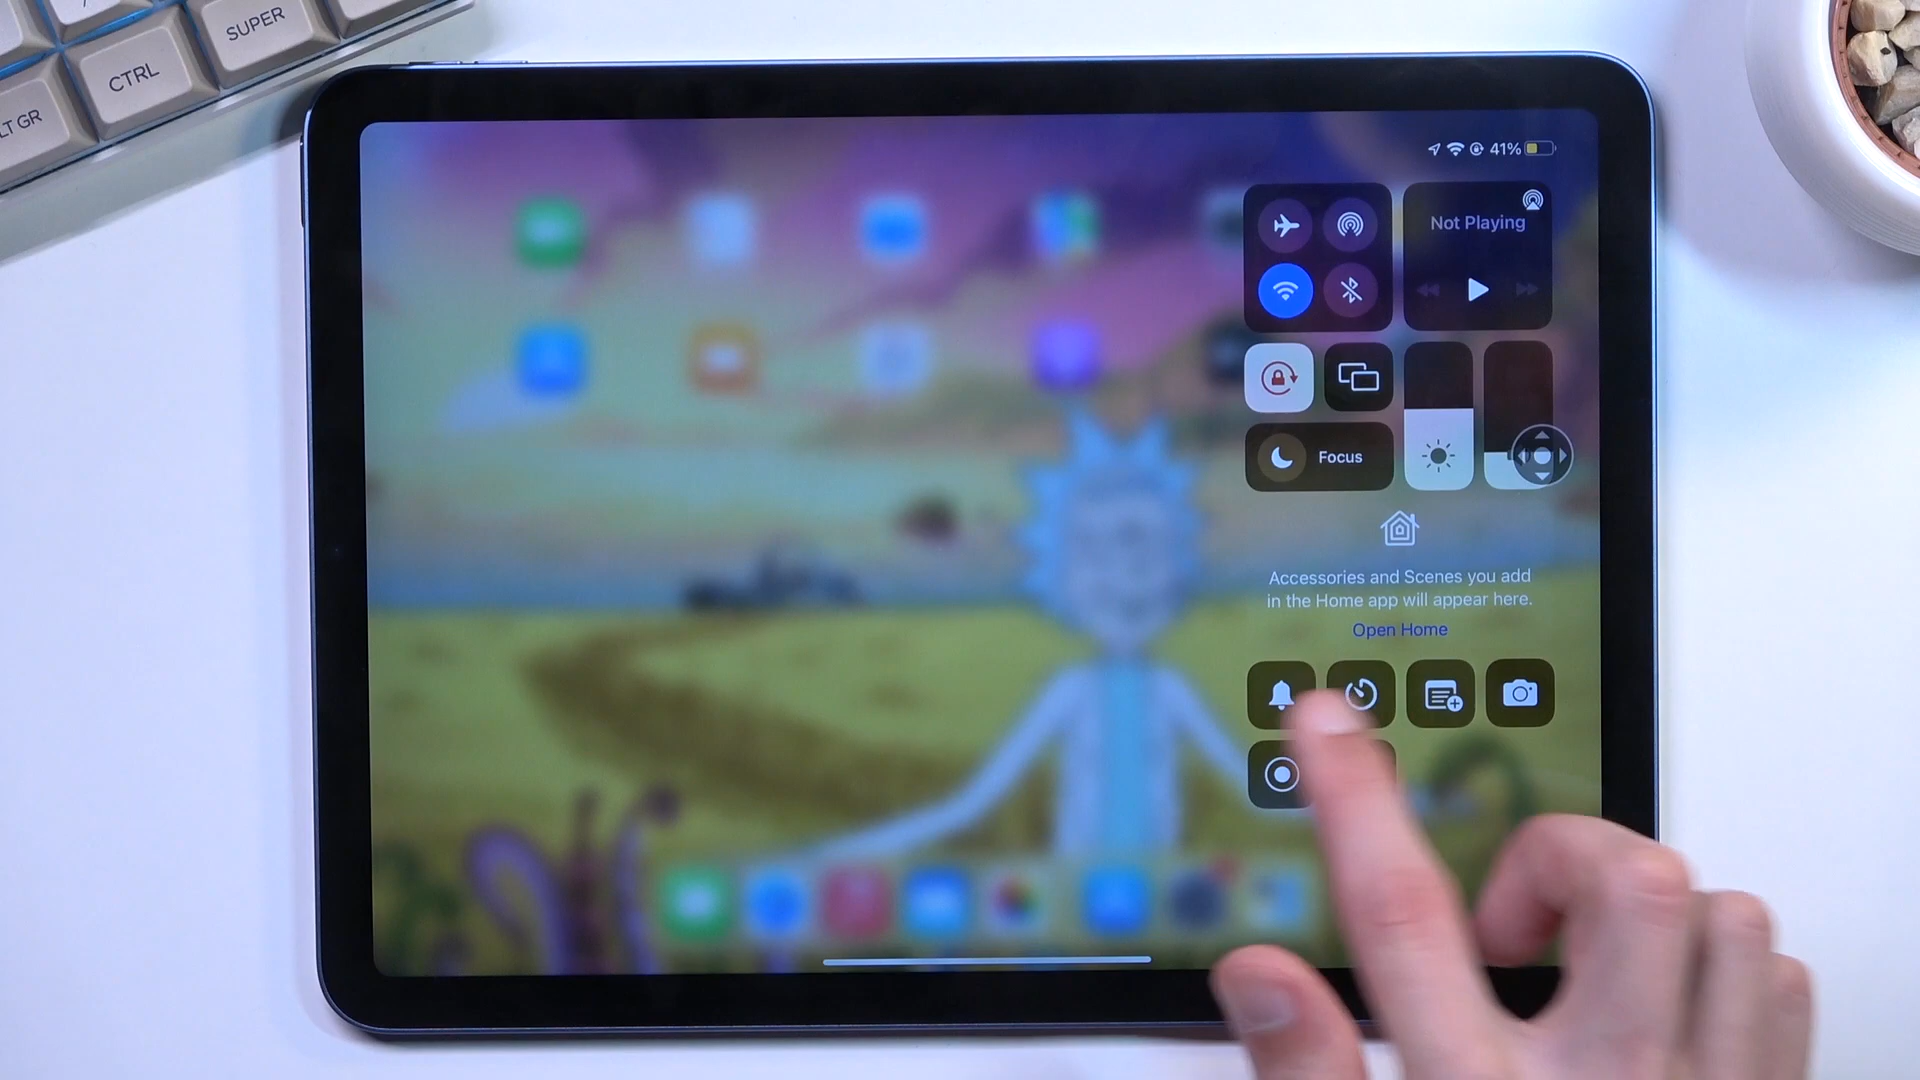 SUPER
CTRL
LT GR
41%
Not Playing
Focus
Accessories and Scenes you add
in the Home app will appear here.
Open Home